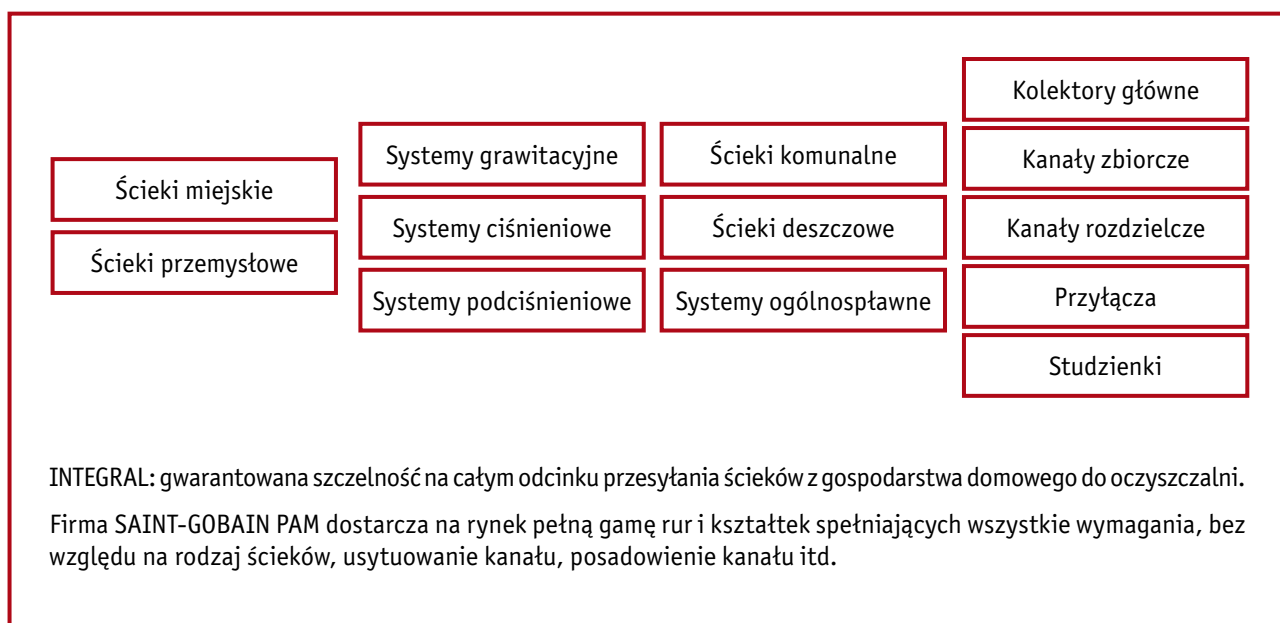 Ścieki miejskie
Ścieki przemysłowe
Systemy grawitacyjne
Systemy ciśnieniowe
Systemy podciśnieniowe
Ścieki komunalne
Ścieki deszczowe
Systemy ogólnospławne
Kolektory główne
Kanały zbiorcze
Kanały rozdzielcze
Przyłącza
Studzienki
INTEGRAL: gwarantowana szczelność na całym odcinku przesyłania ścieków z gospodarstwa domowego do oczyszczalni.
Firma SAINT-GOBAIN PAM dostarcza na rynek pełną gamę rur i kształtek spełniających wszystkie wymagania, bez
względu na rodzaj ścieków, usytuowanie kanału, posadowienie kanału itd.